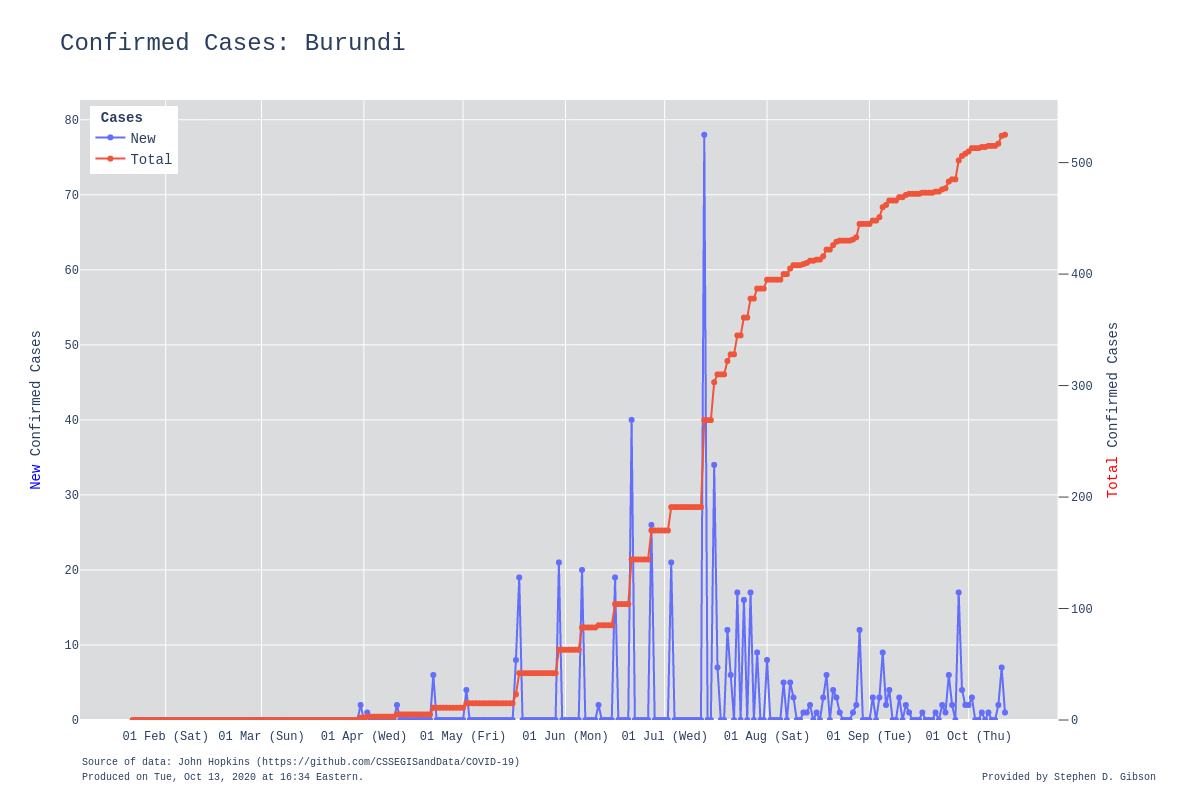 Confirmed Cases: Burundi
Cases
New
Total
80
70
60
50
40
30
20
10
0
New Confirmed Cases
500
400
300
200
100
0
Total Confirmed Cases
01 Feb (Sat)
01 Mar (Sun)
01 Apr (Wed)
01 May (Fri)
01 Jun (Mon)
01 Jul (Wed)
01 Aug (Sat)
01 Sep (Tue)
01 Oct (Thu)
Source of data: John Hopkins (https://github.com/CSSEGISandData/COVID-19)
Produced on Tue, Oct 13, 2020 at 16:34 Eastern.
Provided by Stephen D. Gibson